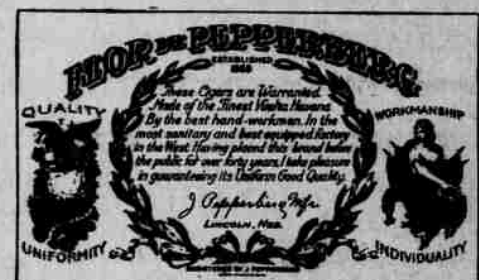 FLOR DE PEPPERBERG
ESTABLISHED
QUALITY
WORKMANSHIP
These Cigars are Warranted
Made of the Finest Vuelta Havana
By the best hand-workmen. In the
most sanitary and best equipped Factory
in the West. Having placed this brand before
the public for over forty years, I take pleasure
in guaranteeing its Uniform Good Quality.
J Pepperberg Mfr.
LINCOLN, NEB.
UNIFORMITY
INDIVIDUALITY
REGISTERED BY J PEPPERBERG